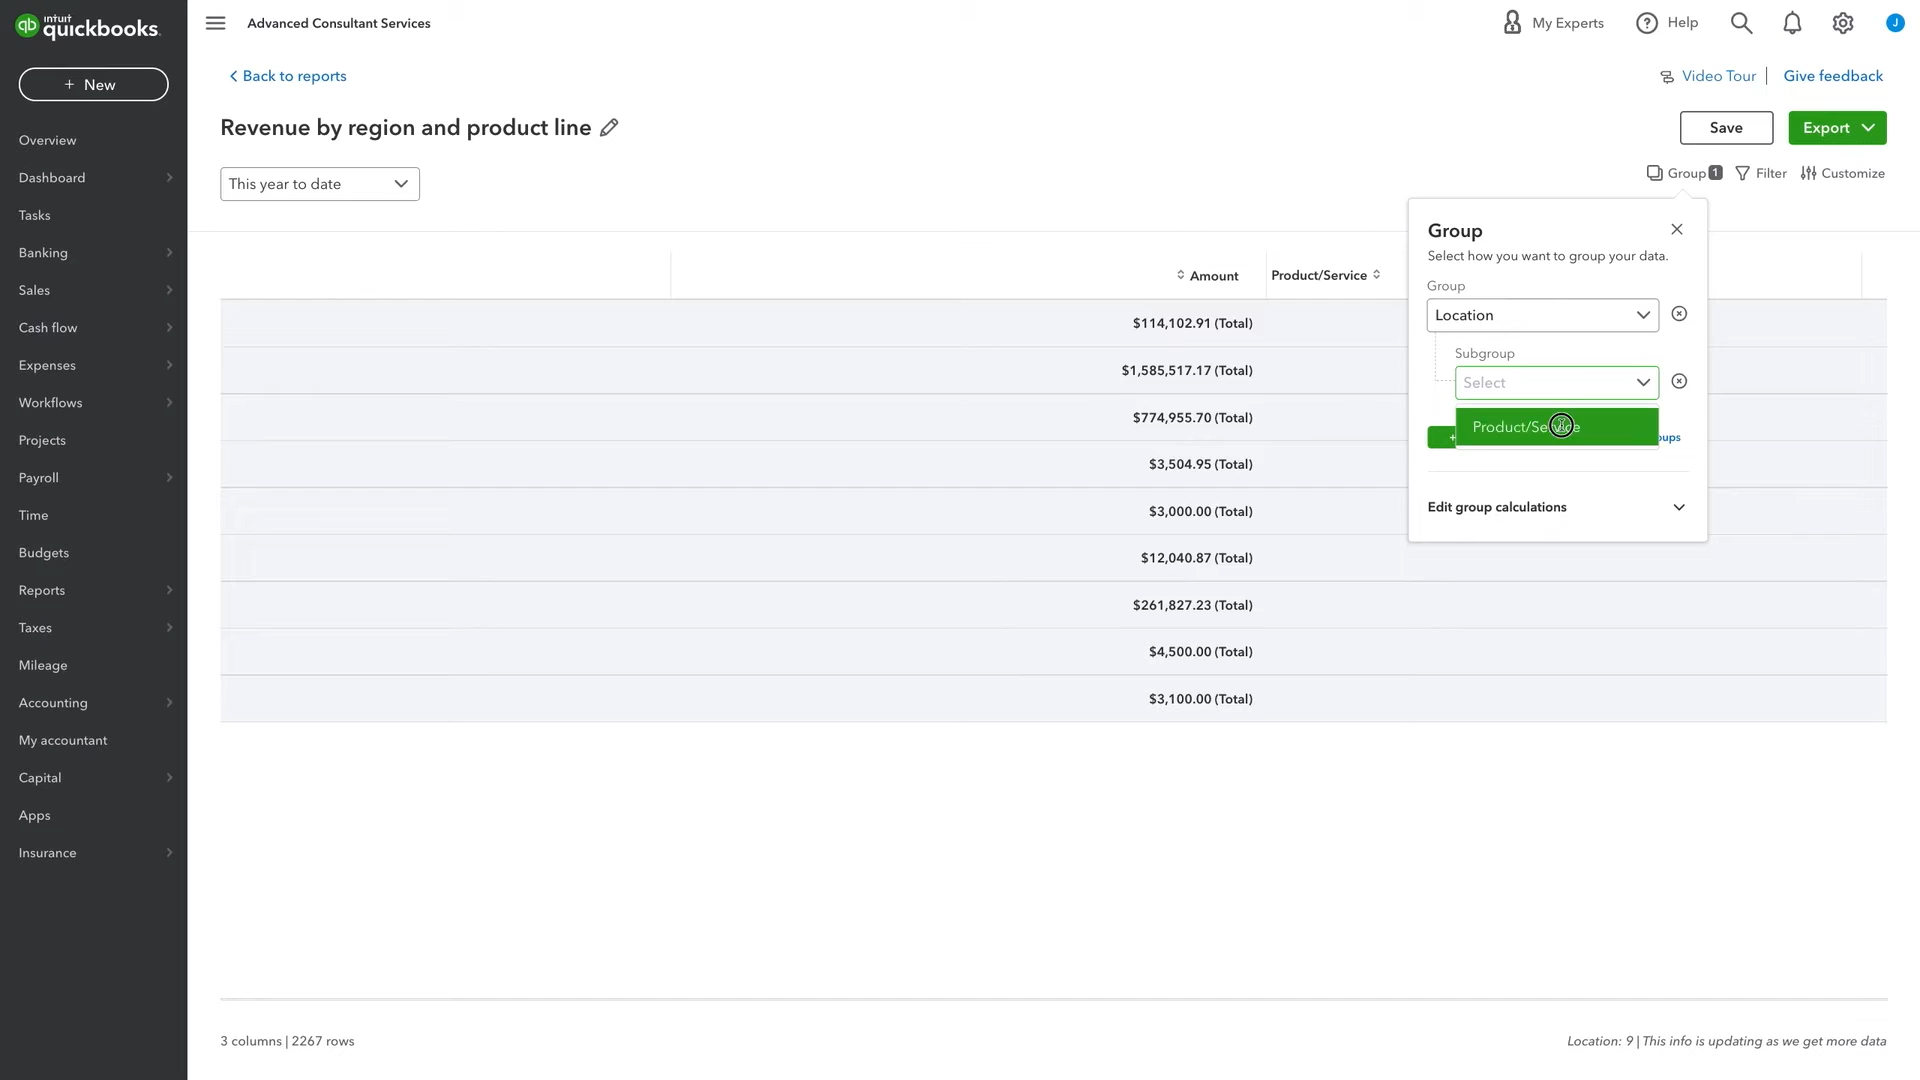 intuit
quickbooks.
Advanced Consultant Services
My Experts
Help
J
+ New
Back to reports
Video Tour
Give feedback
Revenue by region and product line
Save
Export
This year to date
Group 1
Filter
Customize
Overview
Dashboard
Tasks
Banking
Sales
Cash flow
Expenses
Workflows
Projects
Payroll
Time
Budgets
Reports
Taxes
Mileage
Accounting
My accountant
Capital
Apps
Insurance
Amount
Product/Service
$114,102.91 (Total)
$1,585,517.17 (Total)
$774,955.70 (Total)
$3,504.95 (Total)
$3,000.00 (Total)
$12,040.87 (Total)
$261,827.23 (Total)
$4,500.00 (Total)
$3,100.00 (Total)
Group
Select how you want to group your data.
Group
Location
Subgroup
Select
Product/Service
+
Edit group calculations
3 columns | 2267 rows
Location: 9 | This info is updating as we get more data